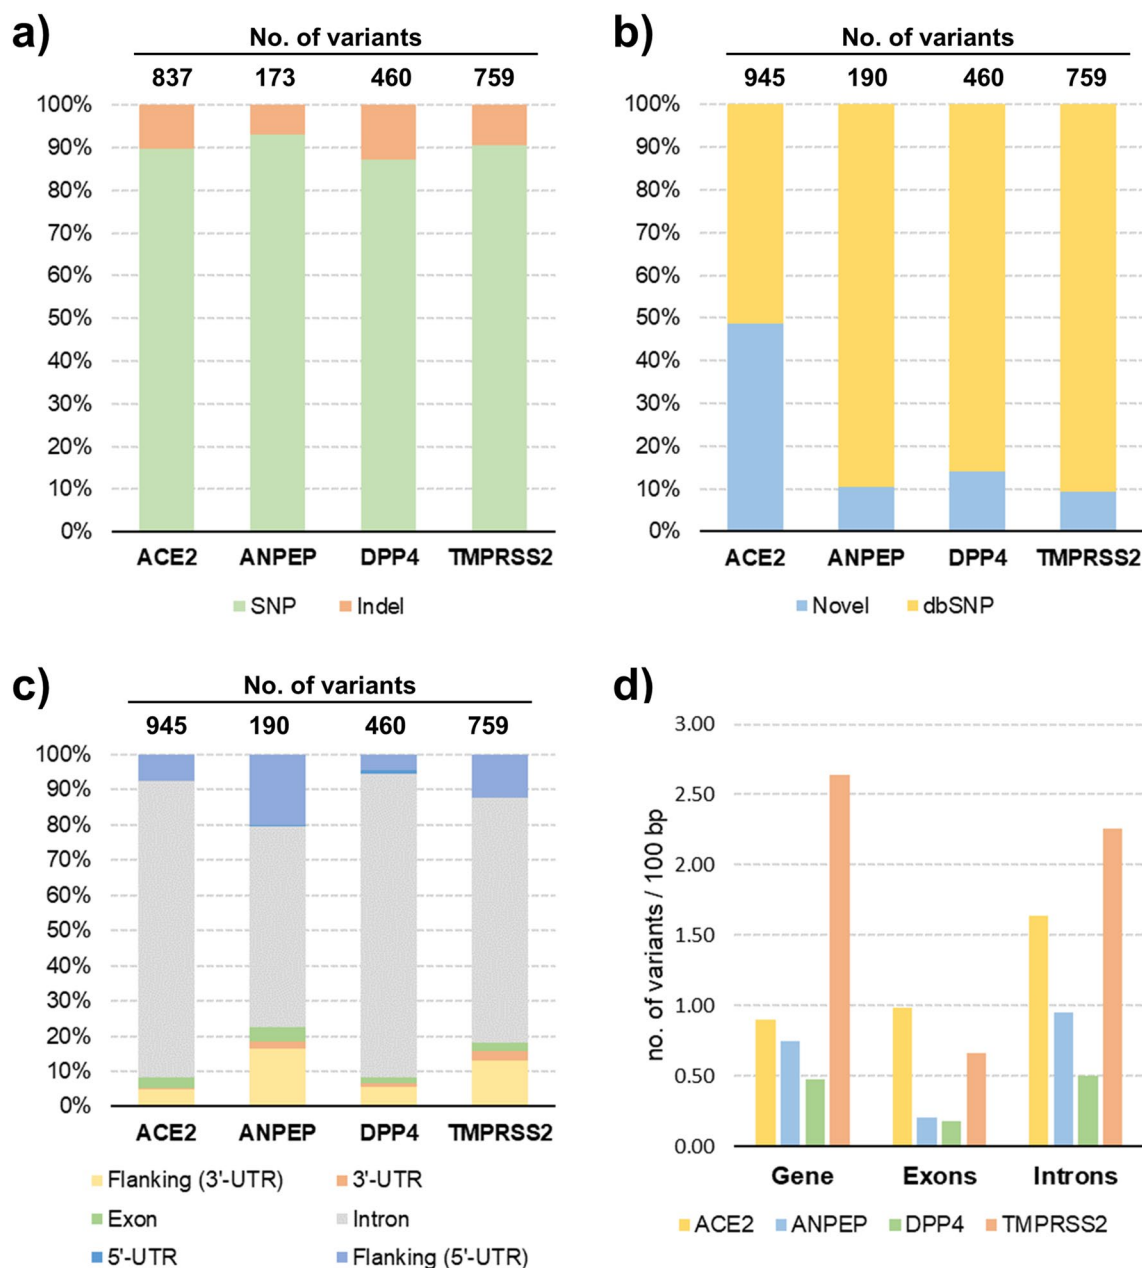 a)
No. of variants
837 173 460 759
100%
90%
80%
70%
60%
50%
40%
30%
20%
10%
0%
ACE2 ANPEP DPP4 TMPRSS2
SNP Indel
b)
No. of variants
945 190 460 759
100%
90%
80%
70%
60%
50%
40%
30%
20%
10%
0%
ACE2 ANPEP DPP4 TMPRSS2
Novel dbSNP
c)
No. of variants
945 190 460 759
100%
90%
80%
70%
60%
50%
40%
30%
20%
10%
0%
ACE2 ANPEP DPP4 TMPRSS2
Flanking (3'-UTR) 3'-UTR
Exon Intron
5'-UTR Flanking (5'-UTR)
d)
no. of variants / 100 bp
3.00
2.50
2.00
1.50
1.00
0.50
0.00
Gene Exons Introns
ACE2 ANPEP DPP4 TMPRSS2